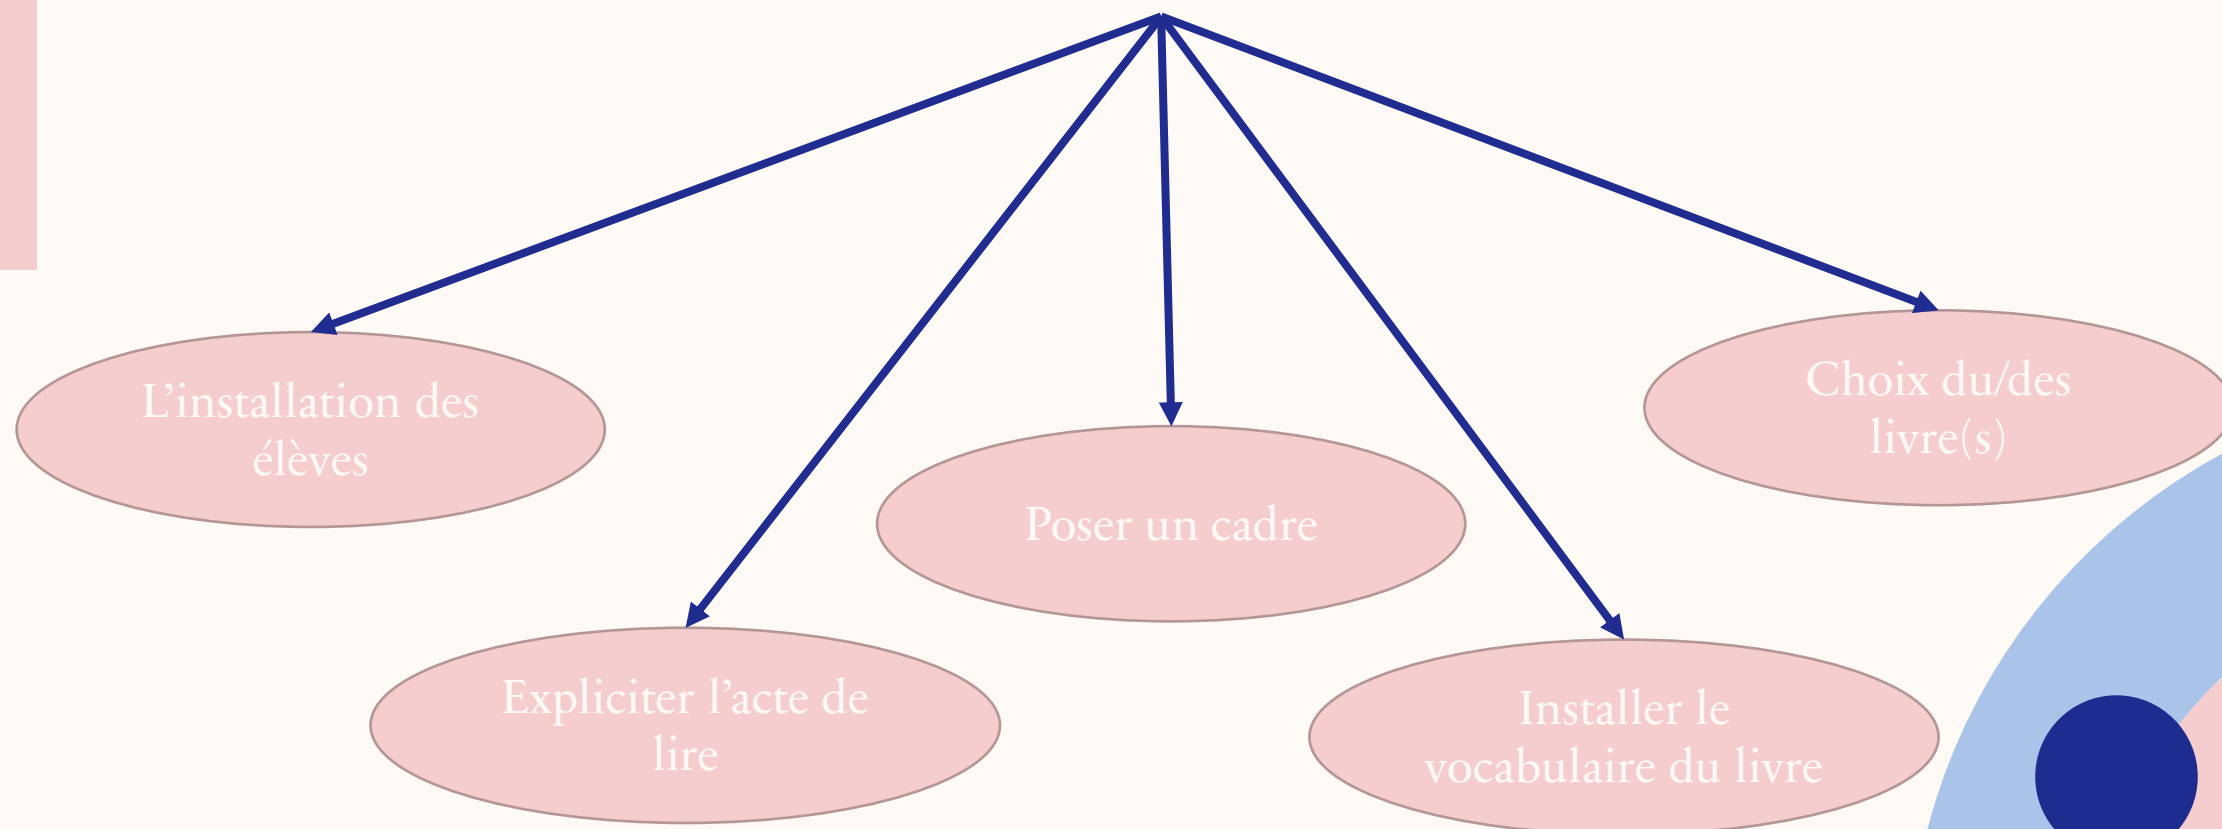 L’installation des
élèves
Expliciter l’acte de
lire
Poser un cadre
Installer le
vocabulaire du livre
Choix du/des
livre(s)